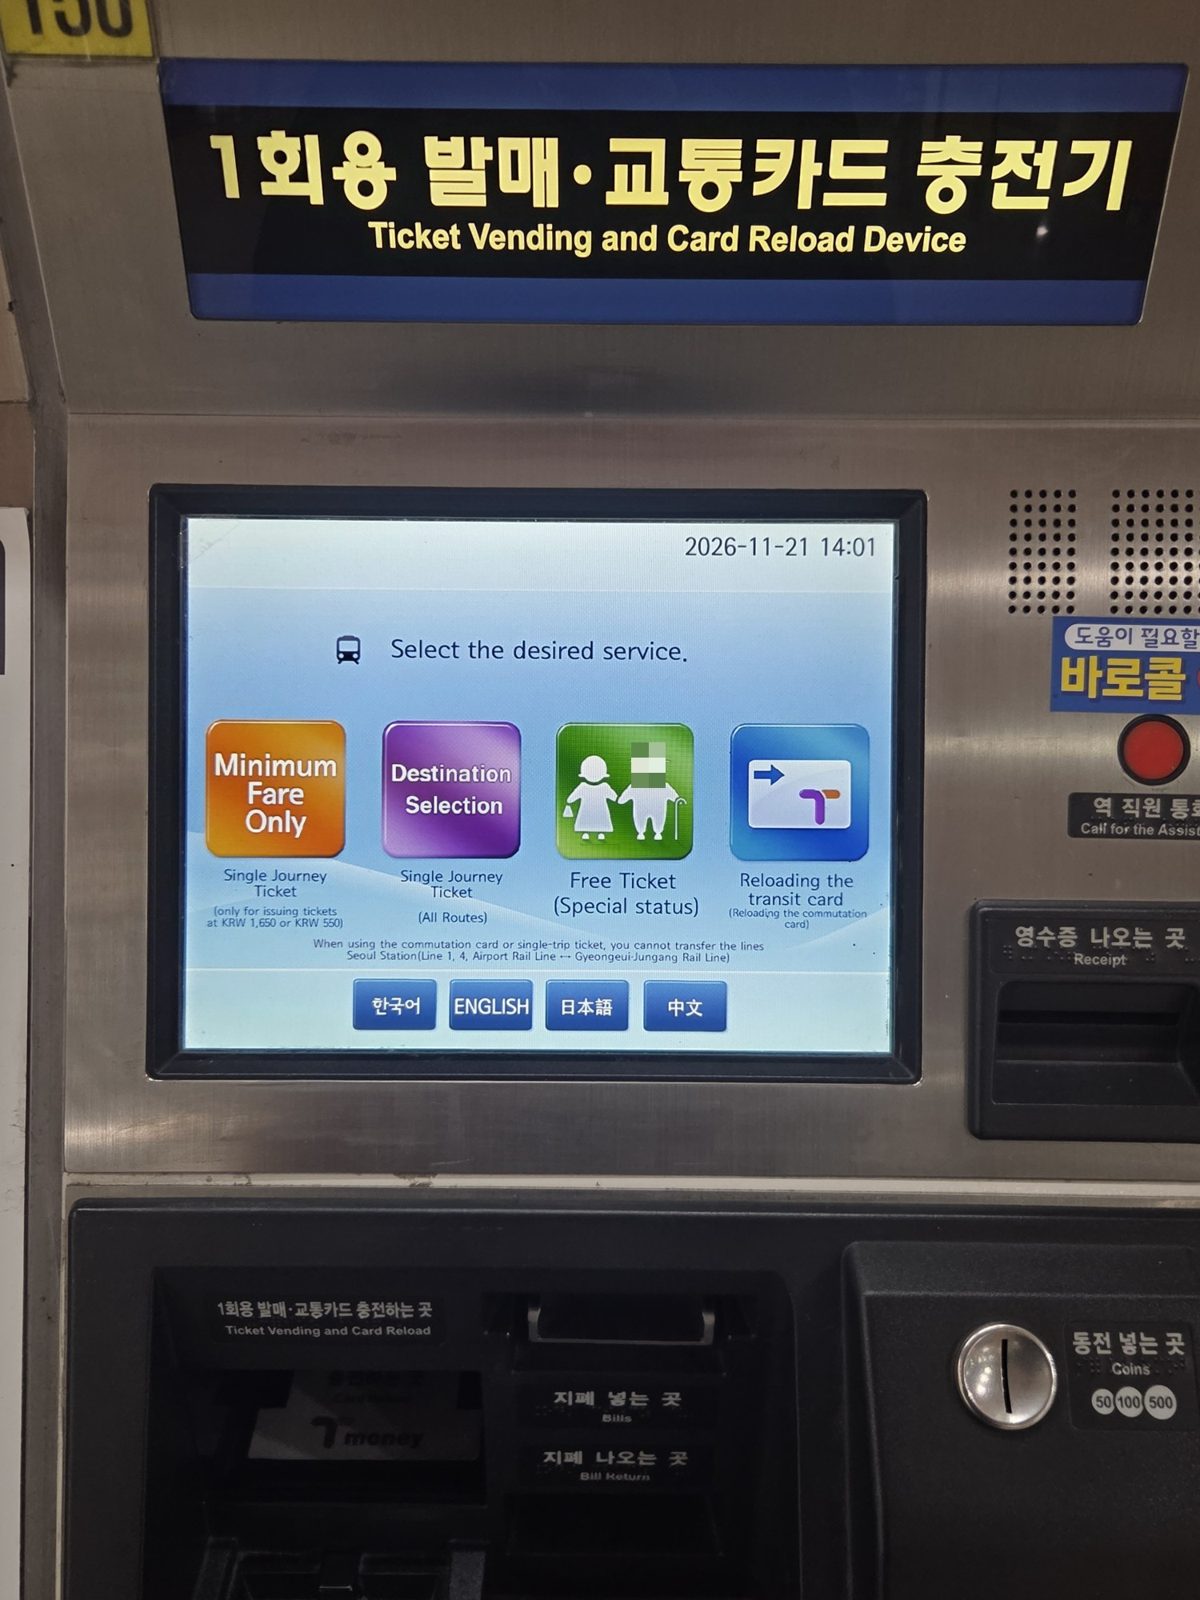 150
1회용 발매·교통카드 충전기
Ticket Vending and Card Reload Device
2026-11-21 14:01
Select the desired service.
Minimum
Fare
Only
Single Journey
Ticket
(only for issuing tickets
at KRW 1,650 or KRW 550)
Destination
Selection
Single Journey
Ticket
(All Routes)
Free Ticket
(Special status)
Reloading the
transit card
(Reloading the commutation
card)
When using the commutation card or single-trip ticket, you cannot transfer the lines
Seoul Station(Line 1, 4, Airport Rail Line ↔ Gyeongeui-Jungang Rail Line)
한국어
ENGLISH
日本語
中文
도움이 필요할
바로콜
역 직원 통화
Call for the Assis
영수증 나오는 곳
Receipt
1회용 발매·교통카드 충전하는 곳
Ticket Vending and Card Reload
money
지폐 넣는 곳
Bills
지폐 나오는 곳
Bill Return
동전 넣는 곳
Coins
50 100 500